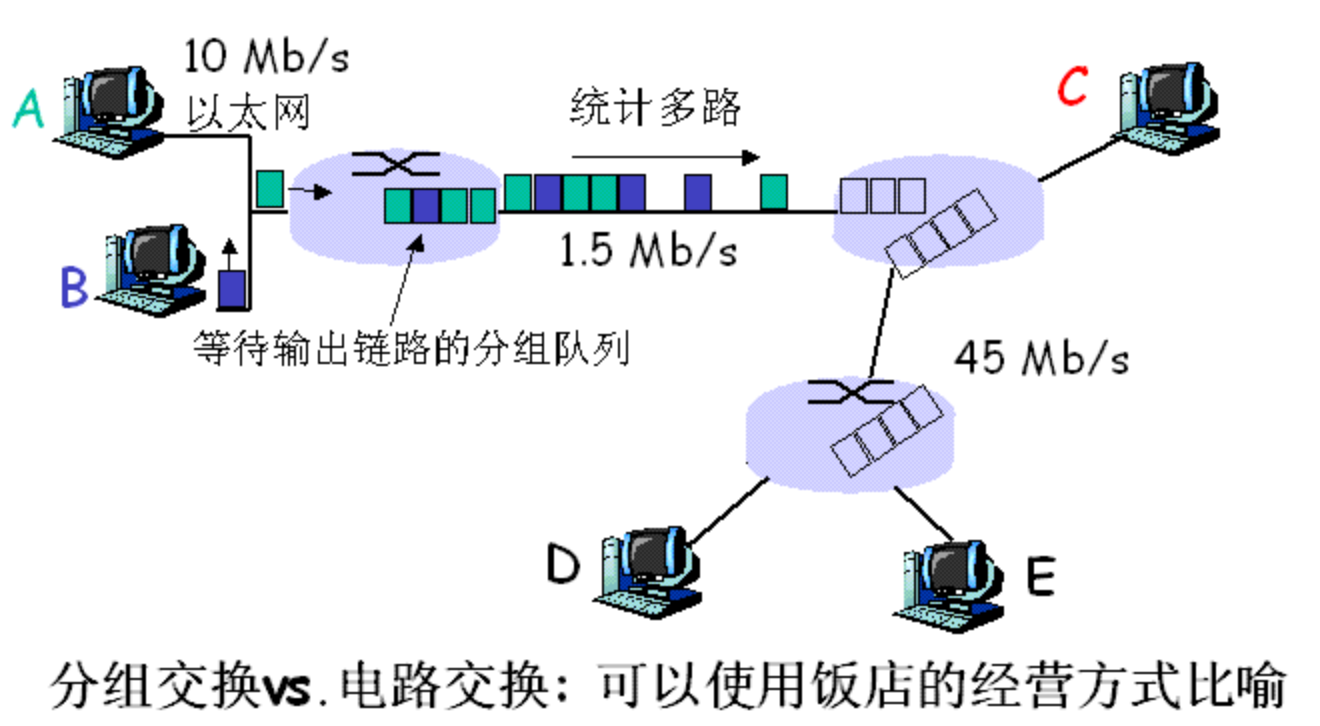 10 Mb/s
以太网
A
统计多路
C
1.5 Mb/s
B
等待输出链路的分组队列
45 Mb/s
D
E
分组交换vs.电路交换：可以使用饭店的经营方式比喻